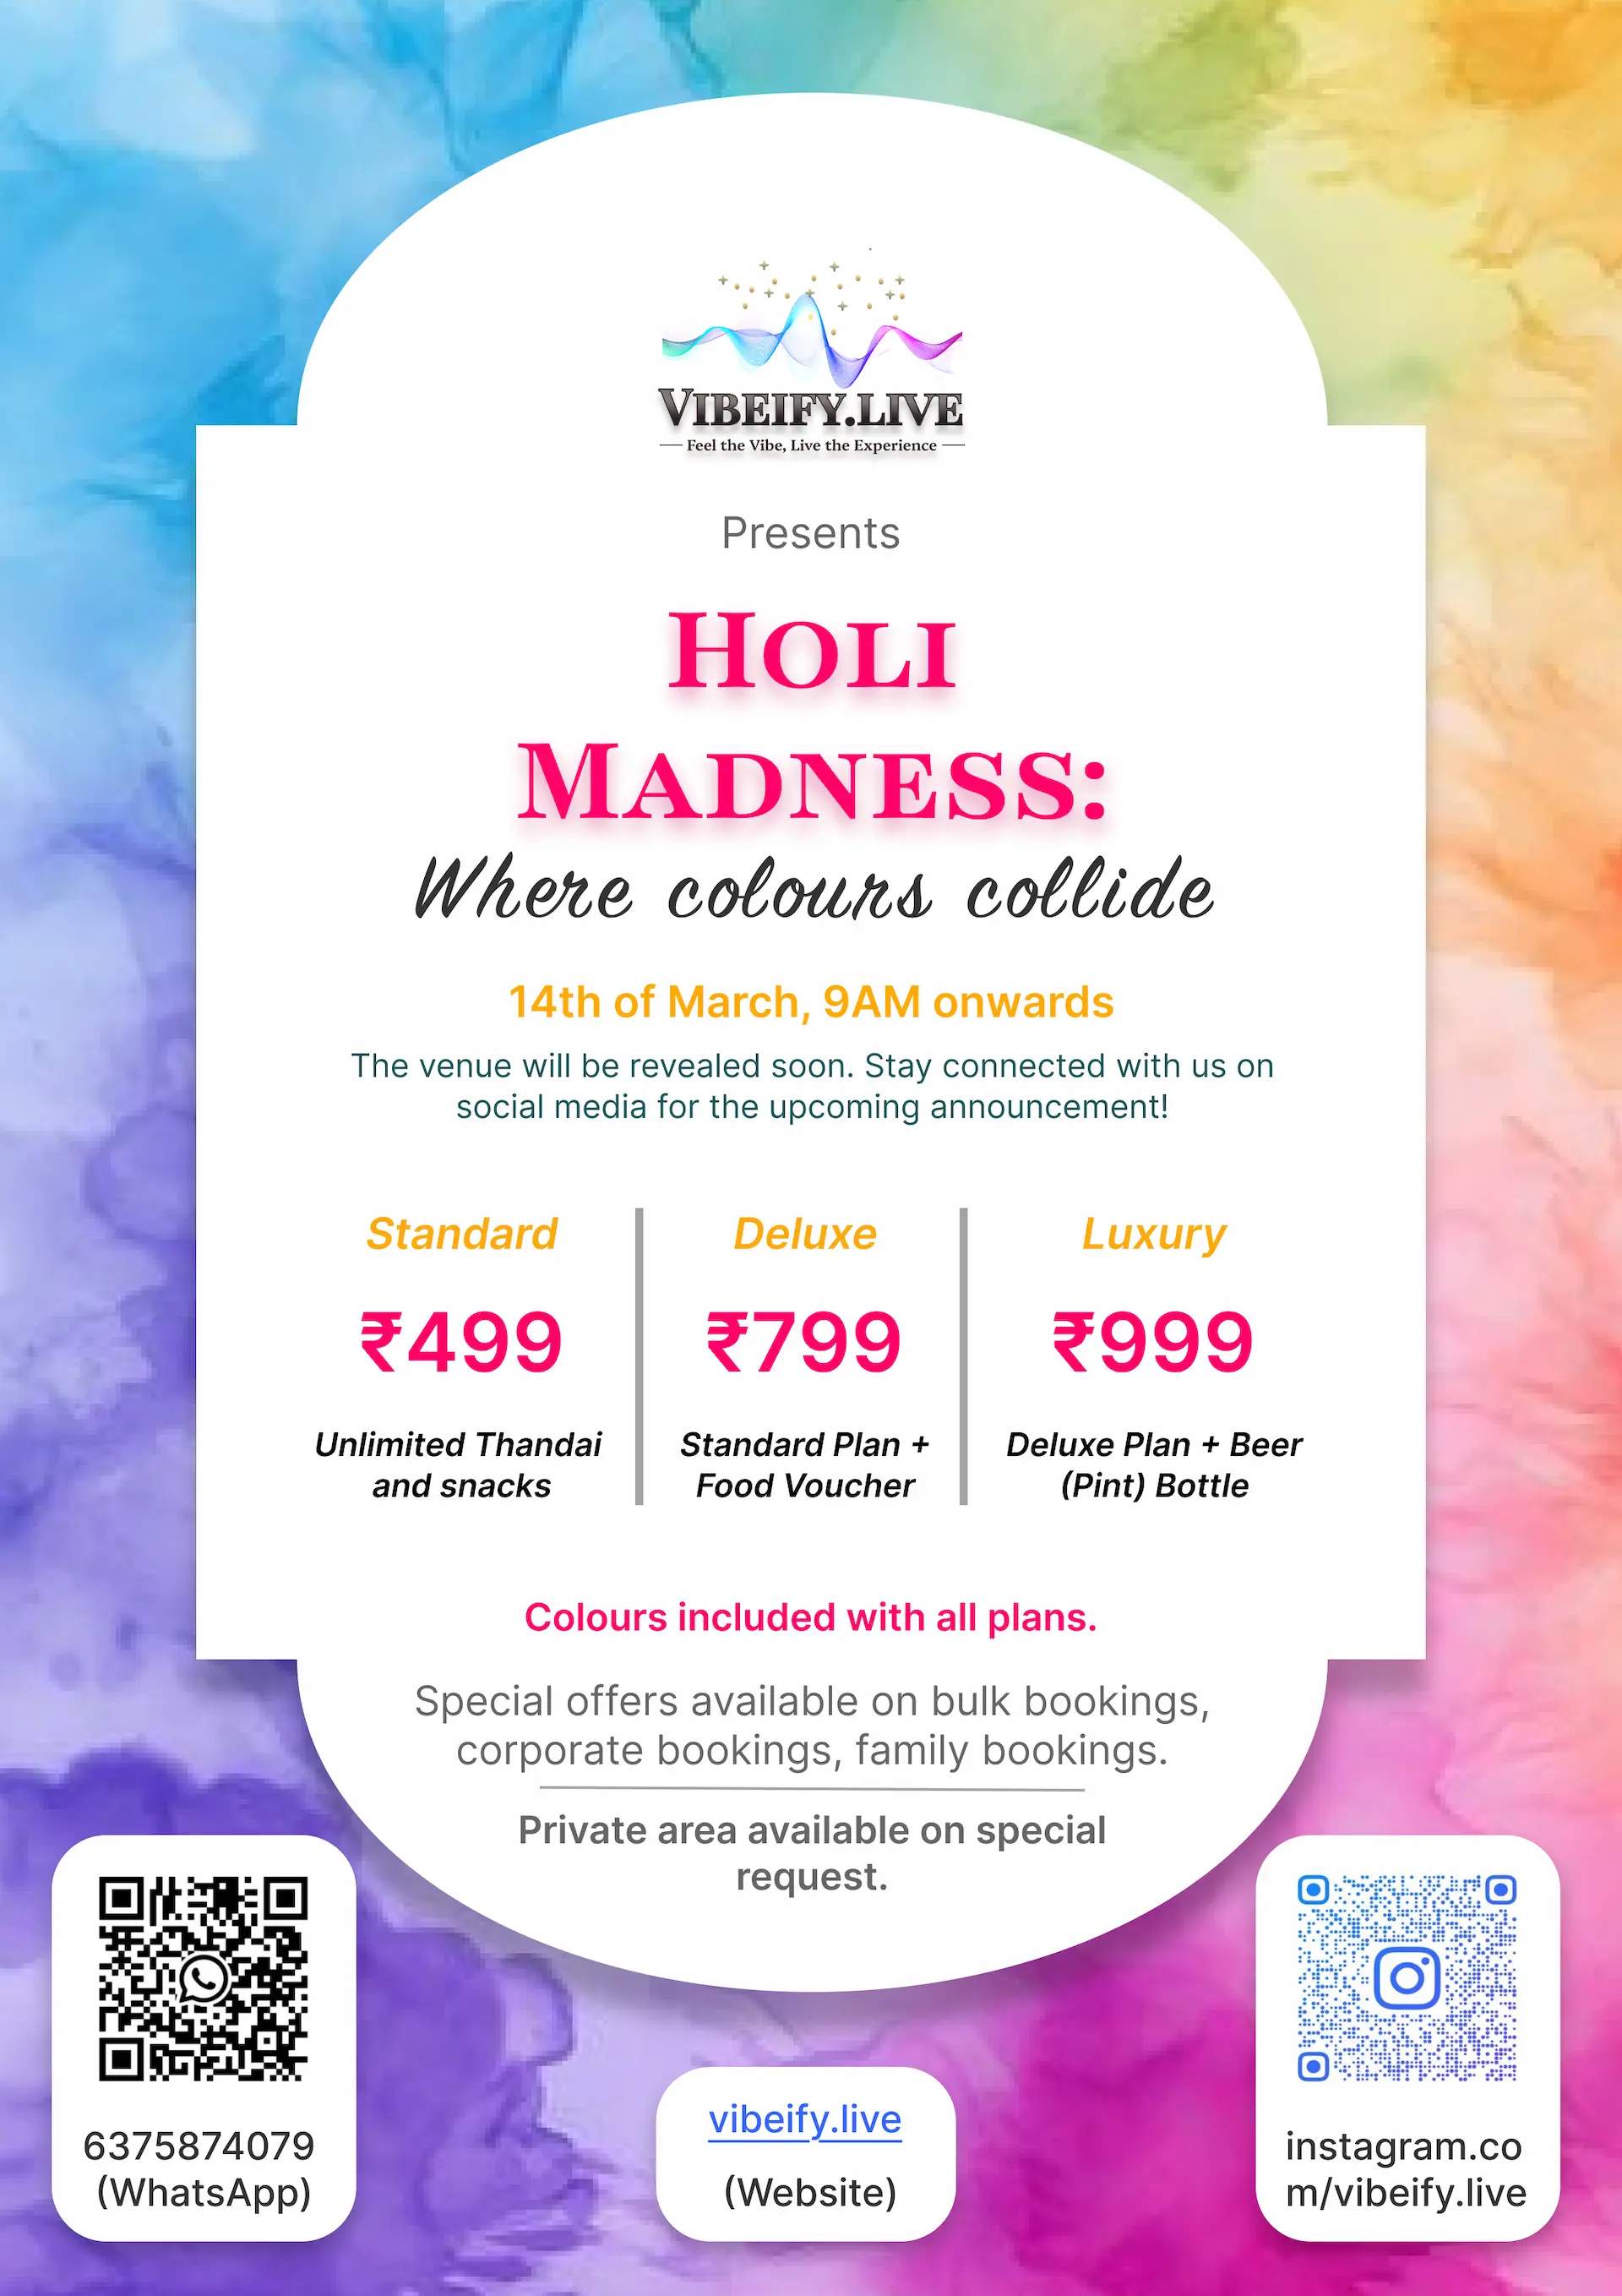 VIBEIFY.LIVE
Feel the Vibe, Live the Experience
Presents
HOLI
MADNESS:
Where colours collide
14th of March, 9AM onwards
The venue will be revealed soon. Stay connected with us on
social media for the upcoming announcement!
Standard
₹499
Unlimited Thandai
and snacks
Deluxe
₹799
Standard Plan +
Food Voucher
Luxury
₹999
Deluxe Plan + Beer
(Pint) Bottle
Colours included with all plans.
Special offers available on bulk bookings,
corporate bookings, family bookings.
Private area available on special
request.
6375874079
(WhatsApp)
vibeify.live
(Website)
instagram.co
m/vibeify.live